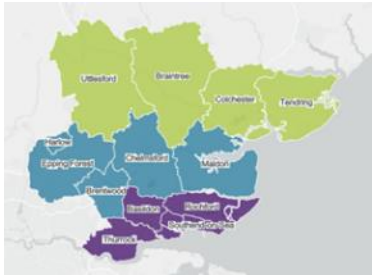 Uttlesford
Braintree
Colchester
Tendring
Harlow
Epping Forest
Chelmsford
Maldon
Brentwood
Basildon
Rochford
Southend-on-Sea
Thurrock